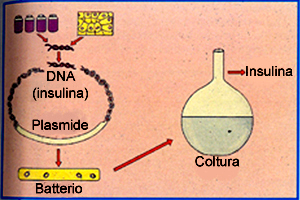 DNA
(insulina)
Plasmide
Batterio
Insulina
Coltura